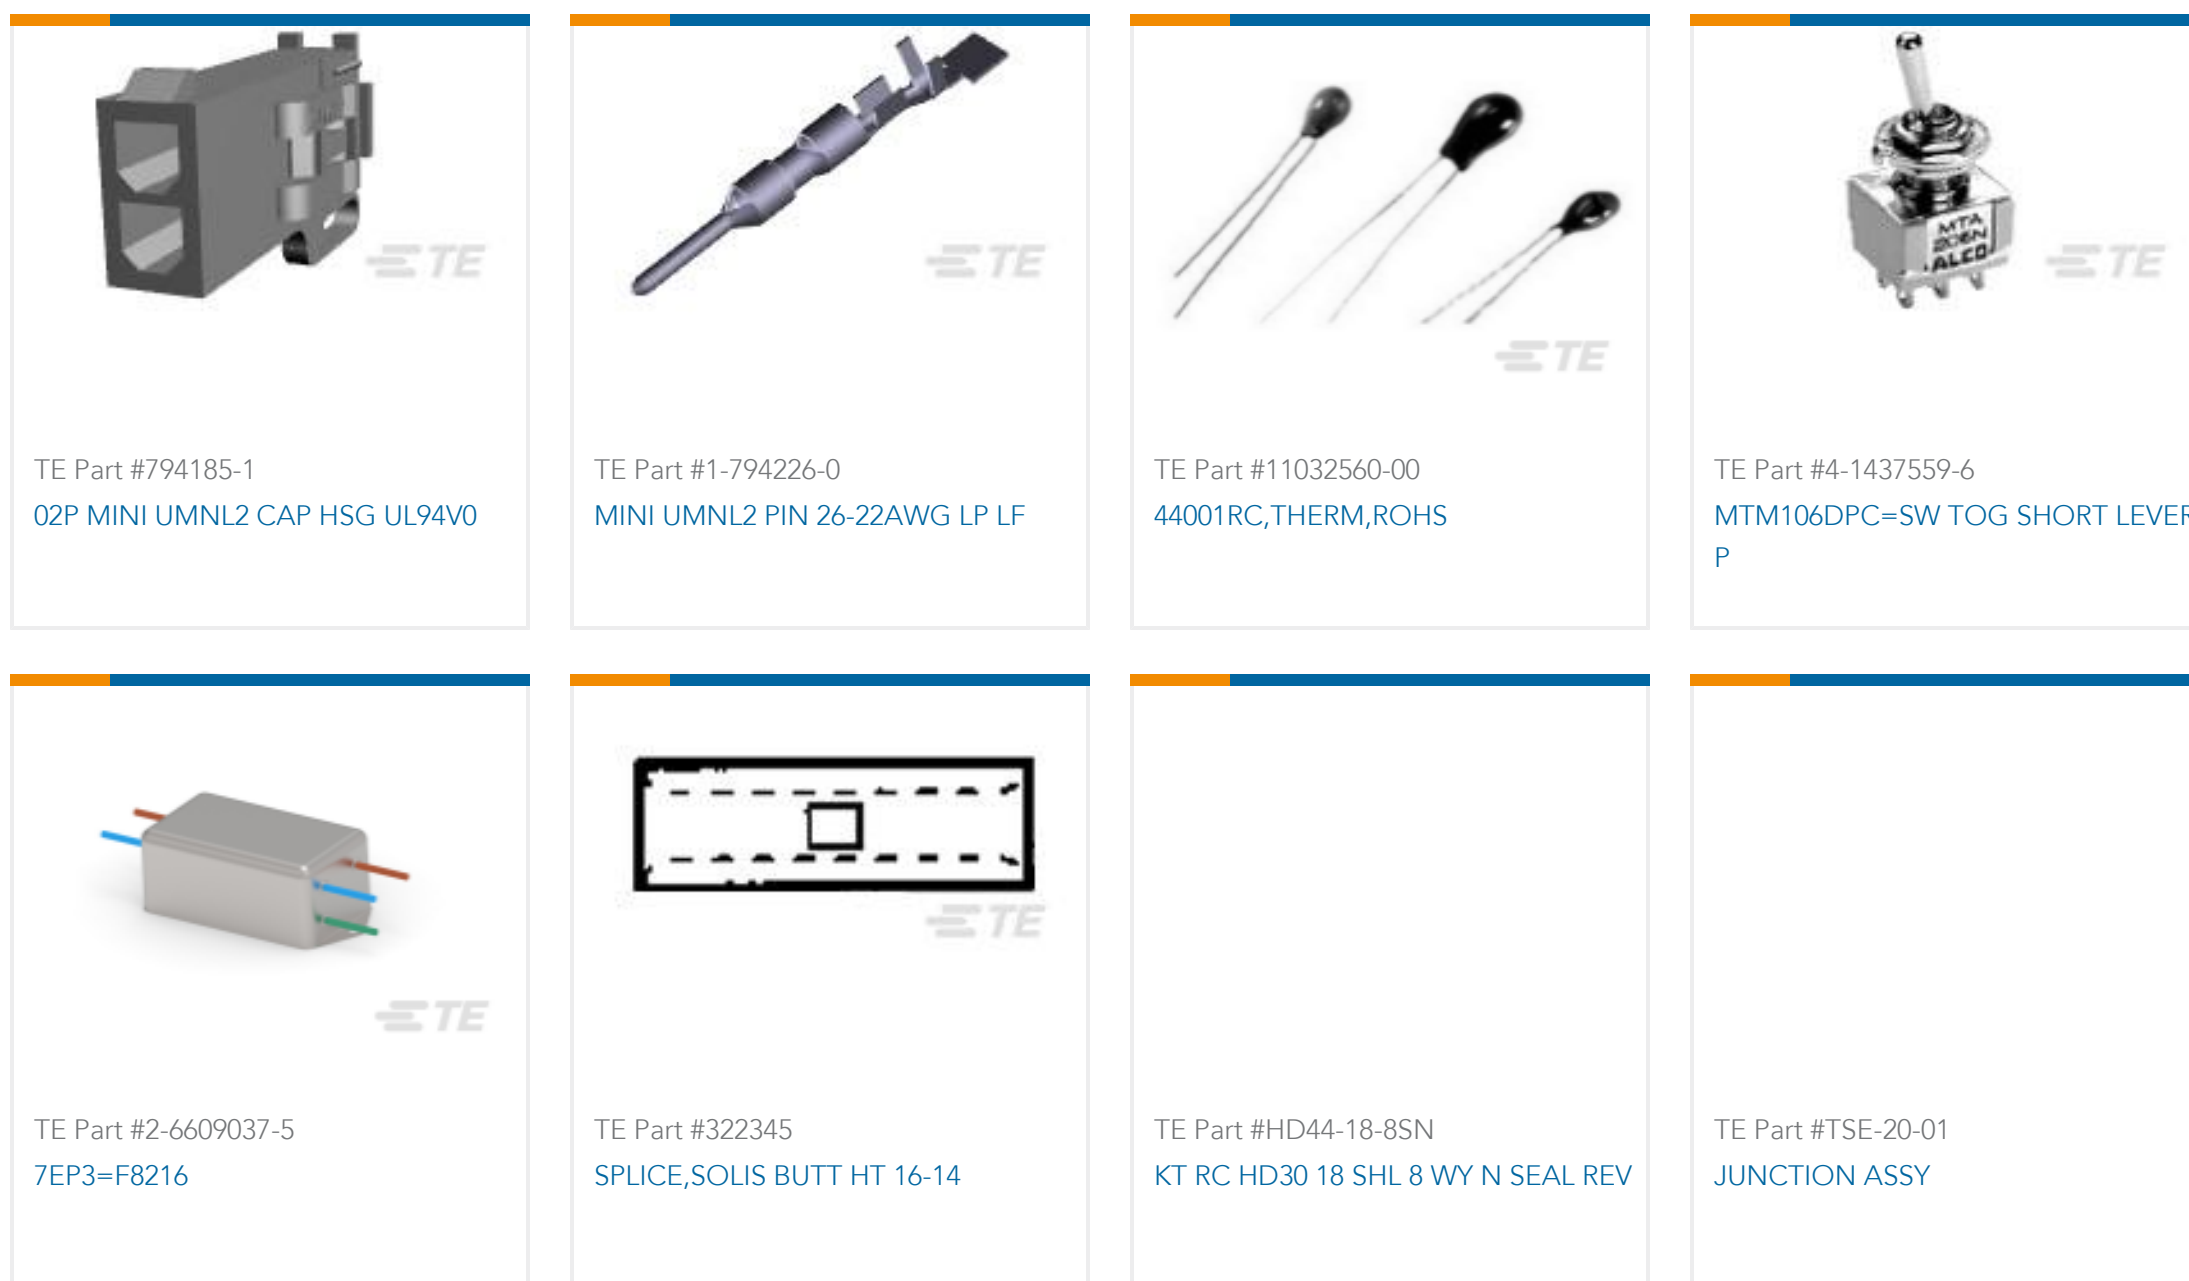 MTA
206N
ALCO
TE
TE
TE
TE
TE Part #794185-1
02P MINI UMNL2 CAP HSG UL94V0
TE Part #1-794226-0
MINI UMNL2 PIN 26-22AWG LP LF
TE Part #11032560-00
44001RC,THERM,ROHS
TE Part #4-1437559-6
MTM106DPC=SW TOG SHORT LEVER
P
TE
TE
TE Part #2-6609037-5
7EP3=F8216
TE Part #322345
SPLICE,SOLIS BUTT HT 16-14
TE Part #HD44-18-8SN
KT RC HD30 18 SHL 8 WY N SEAL REV
TE Part #TSE-20-01
JUNCTION ASSY